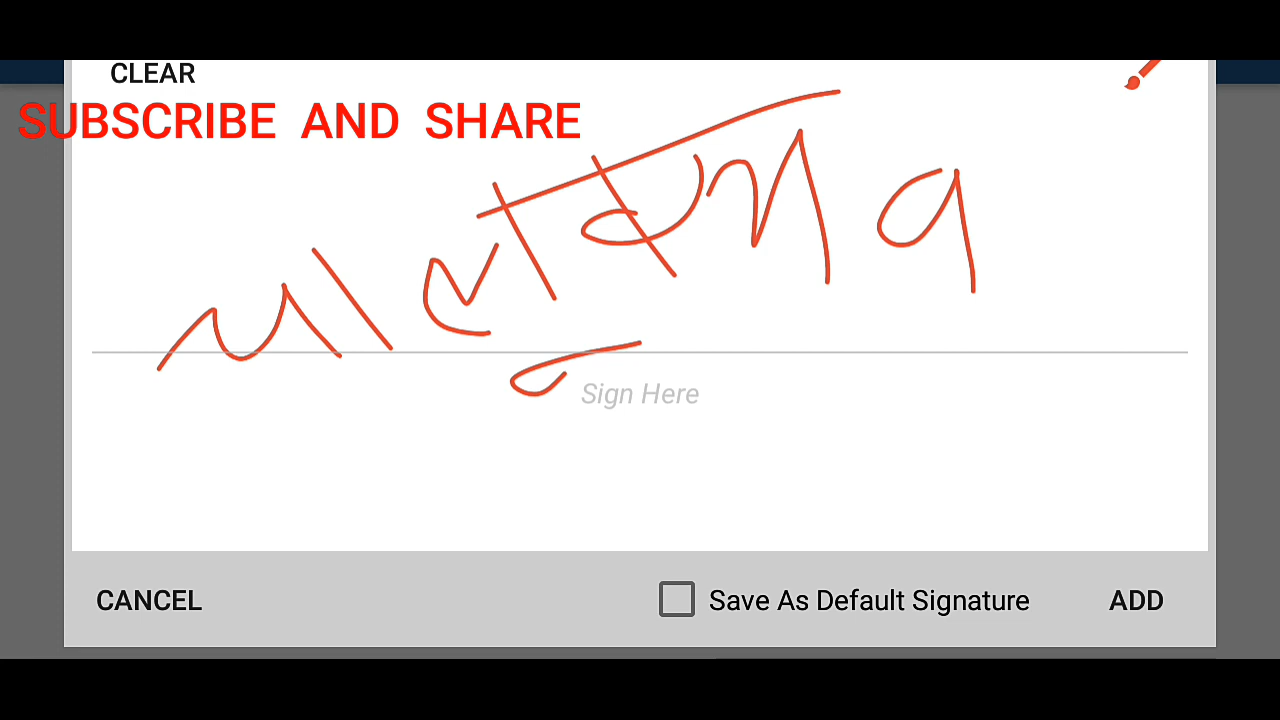 CLEAR
SUBSCRIBE AND SHARE
Sign Here
CANCEL
Save As Default Signature
ADD